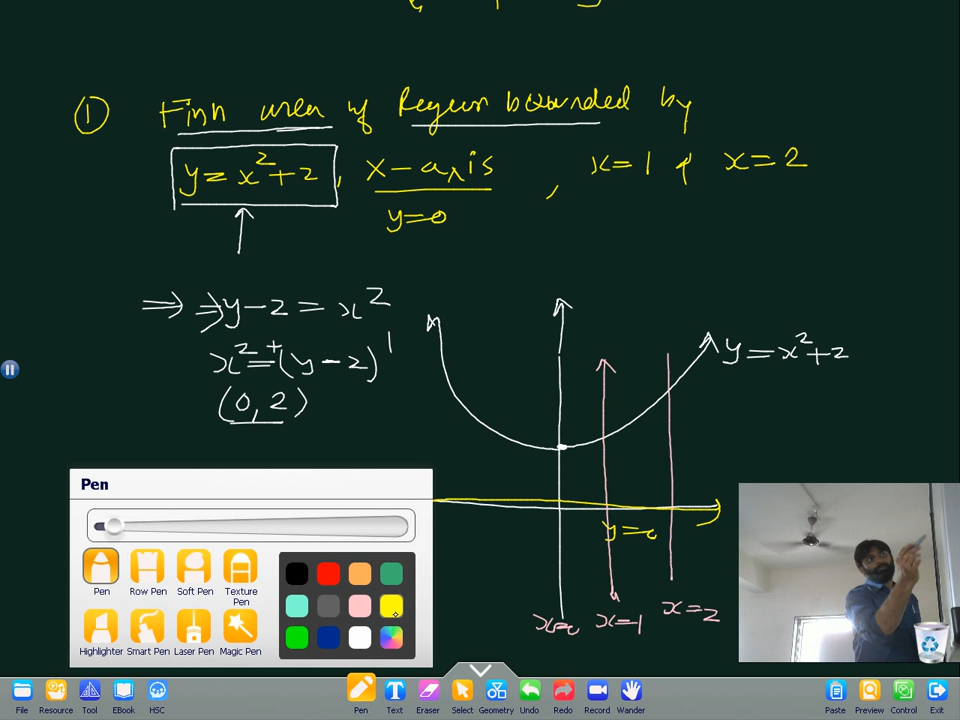 ① Find area of Region bounded by
y = x² + 2, x-axis, x = 1 & x = 2
y = 0
⇒ ⇒ y - 2 = x²
x² = +(y - 2)¹
(0, 2)
y = x² + 2
y = 0
x = 0 x = 1 x = 2
Pen
Pen Row Pen Soft Pen Texture Pen
Highlighter Smart Pen Laser Pen Magic Pen
File Resource Tool EBook HSC Pen Text Eraser Select Geometry Undo Redo Record Wander Paste Preview Control Exit